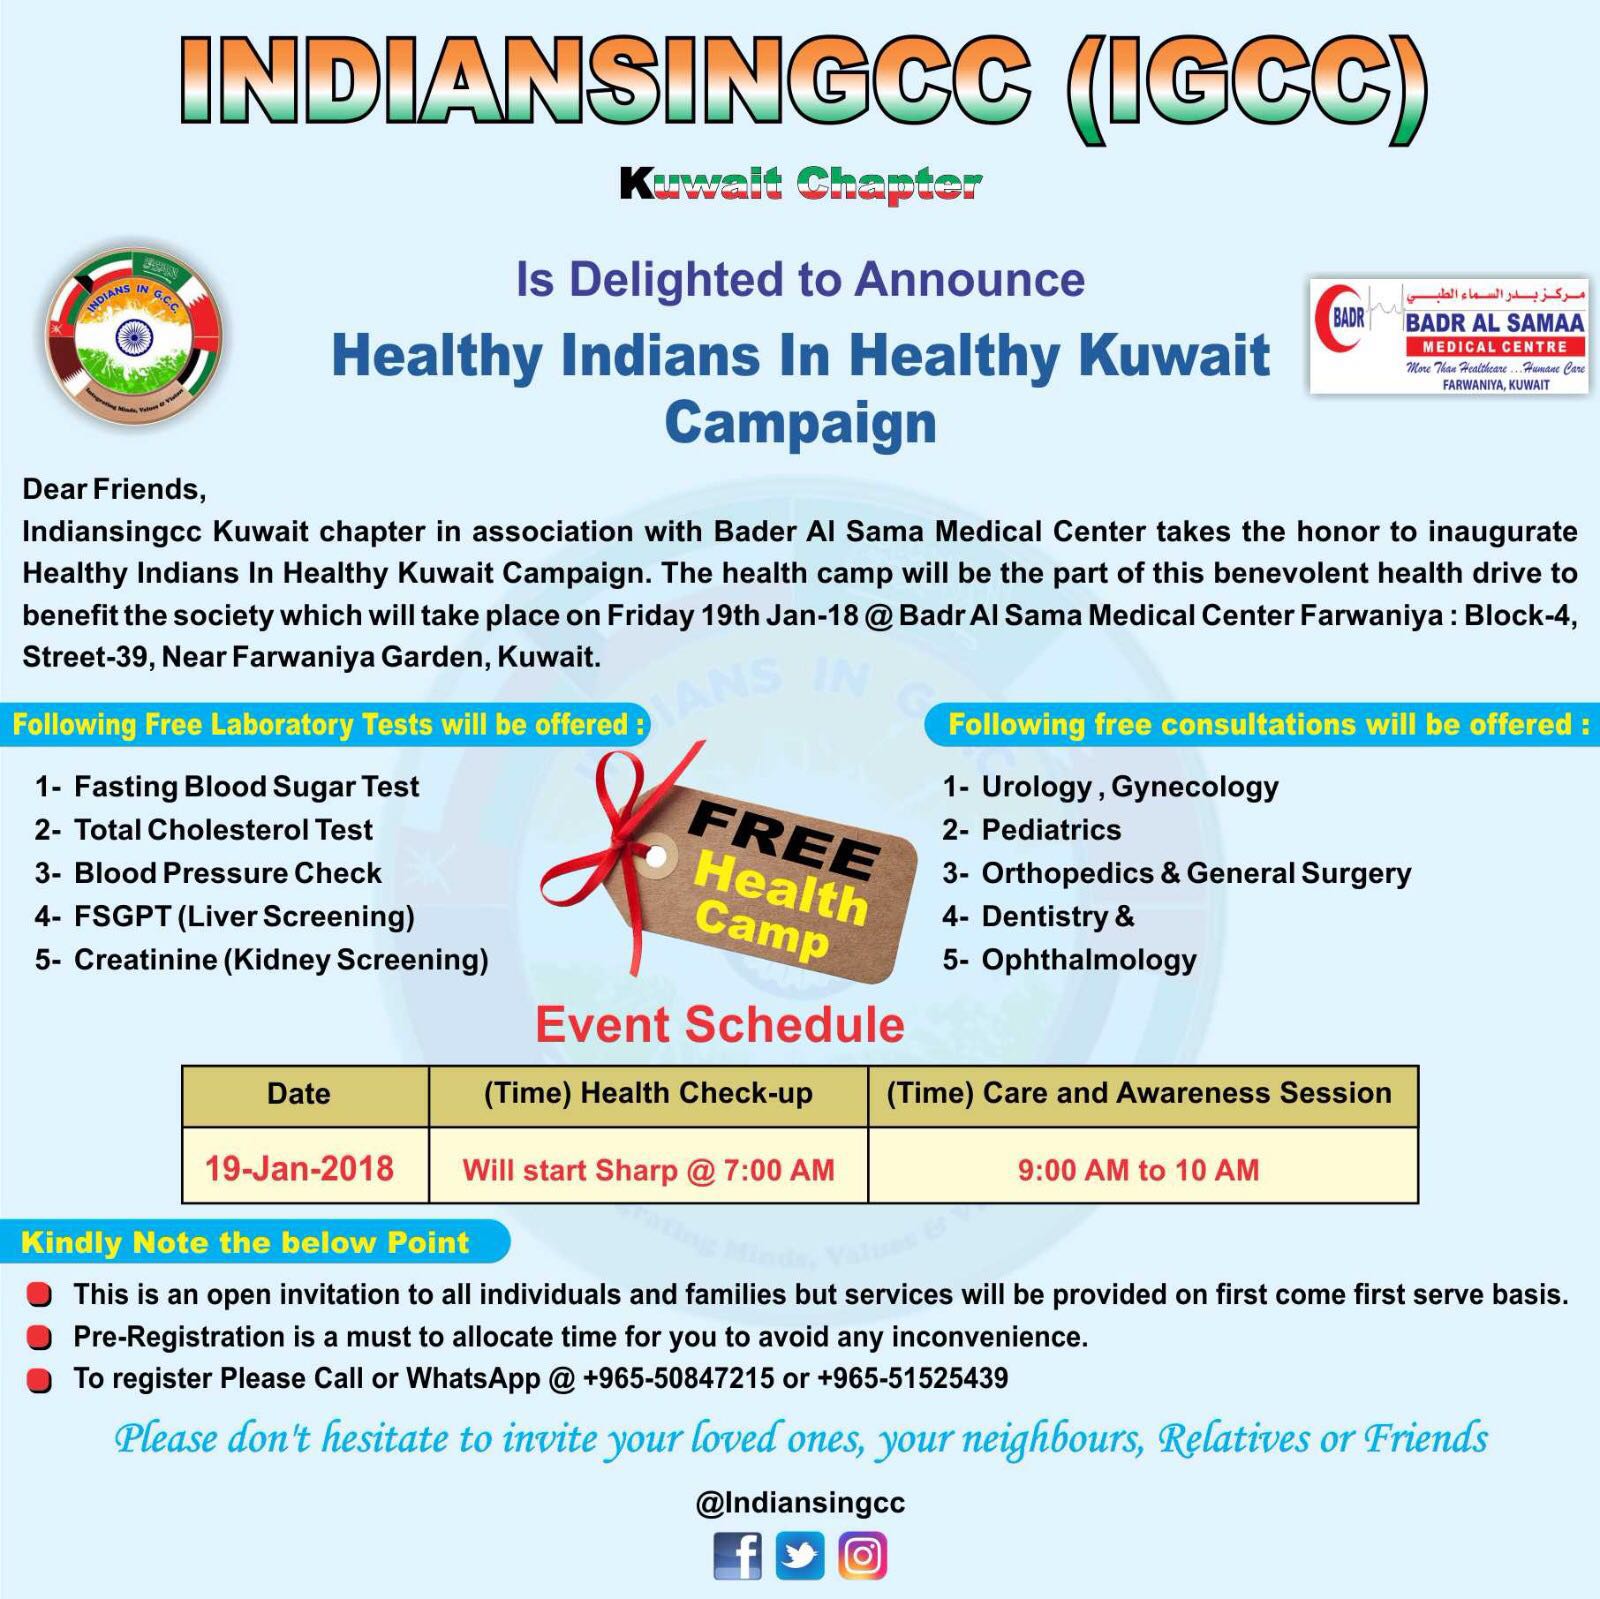 INDIANSINGCC (IGCC)
Kuwait Chapter
INDIANS IN G.C.C.
Integrating Minds, Values & Virtues
Is Delighted to Announce
Healthy Indians In Healthy Kuwait
Campaign
BADR
مركز بدر السماء الطبي
BADR AL SAMAA
MEDICAL CENTRE
More Than Healthcare ...Humane Care
FARWANIYA, KUWAIT
Dear Friends,
Indiansingcc Kuwait chapter in association with Bader Al Sama Medical Center takes the honor to inaugurate
Healthy Indians In Healthy Kuwait Campaign. The health camp will be the part of this benevolent health drive to
benefit the society which will take place on Friday 19th Jan-18 @ Badr Al Sama Medical Center Farwaniya : Block-4,
Street-39, Near Farwaniya Garden, Kuwait.
Following Free Laboratory Tests will be offered :
1- Fasting Blood Sugar Test
2- Total Cholesterol Test
3- Blood Pressure Check
4- FSGPT (Liver Screening)
5- Creatinine (Kidney Screening)
FREE
Health
Camp
Following free consultations will be offered :
1- Urology , Gynecology
2- Pediatrics
3- Orthopedics & General Surgery
4- Dentistry &
5- Ophthalmology
Event Schedule
Date (Time) Health Check-up (Time) Care and Awareness Session
19-Jan-2018 Will start Sharp @ 7:00 AM 9:00 AM to 10 AM
Kindly Note the below Point
This is an open invitation to all individuals and families but services will be provided on first come first serve basis.
Pre-Registration is a must to allocate time for you to avoid any inconvenience.
To register Please Call or WhatsApp @ +965-50847215 or +965-51525439
Please don't hesitate to invite your loved ones, your neighbours, Relatives or Friends
@Indiansingcc